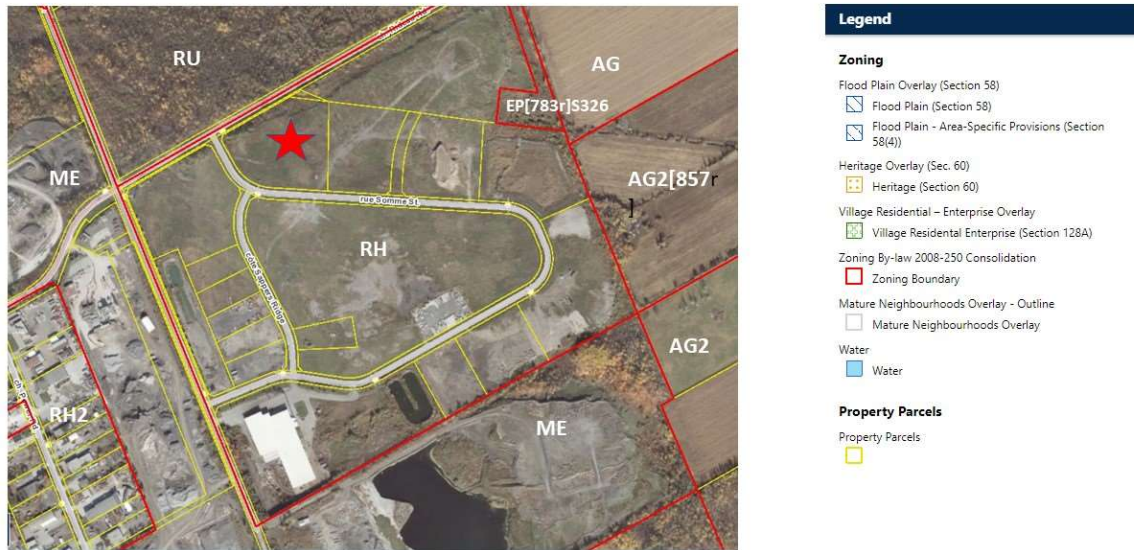 RU
AG
EP[783r]S326
ME
AG2[857r
]
rue Somme St.
RH
côte Sappers Ridge
AG2
RH2
ME
Legend
Zoning
Flood Plain Overlay (Section 58)
Flood Plain (Section 58)
Flood Plain - Area-Specific Provisions (Section
58(4))
Heritage Overlay (Sec. 60)
Heritage (Section 60)
Village Residential – Enterprise Overlay
Village Residental Enterprise (Section 128A)
Zoning By-law 2008-250 Consolidation
Zoning Boundary
Mature Neighbourhoods Overlay - Outline
Mature Neighbourhoods Overlay
Water
Water
Property Parcels
Property Parcels